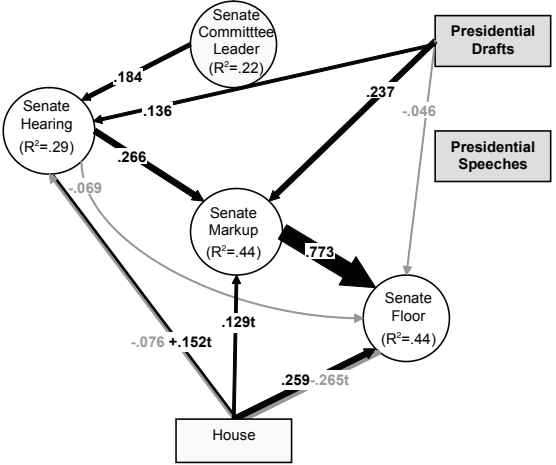 Senate
Committtee
Leader
(R²=.22)
Presidential
Drafts
.184
.136
.237
-.046
Senate
Hearing
(R²=.29)
Presidential
Speeches
.266
-.069
Senate
Markup
(R²=.44)
.773
Senate
Floor
(R²=.44)
.129t
-.076 +.152t
.259-.265t
House